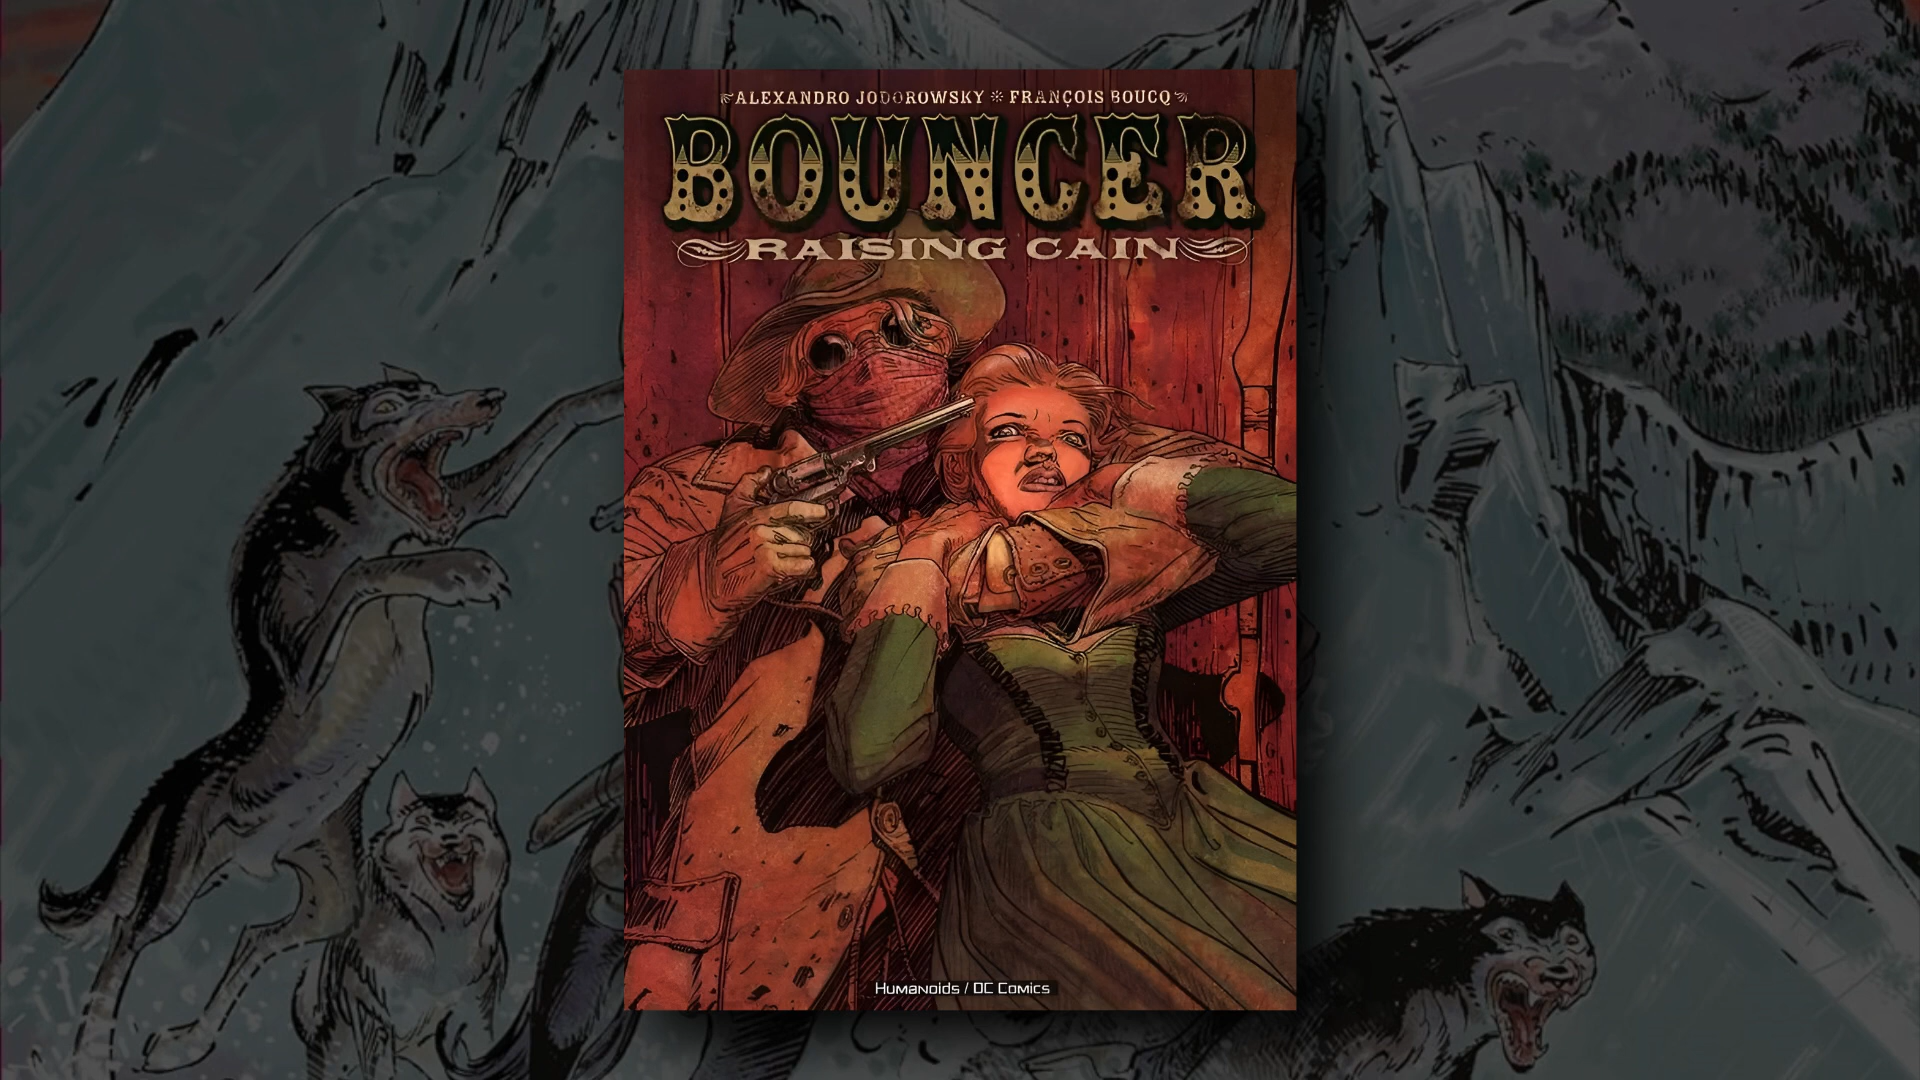 ALEXANDRO JODOROWSKY ※ FRANÇOIS BOUCQ
BOUNCER
RAISING CAIN
Humanoids / DC Comics